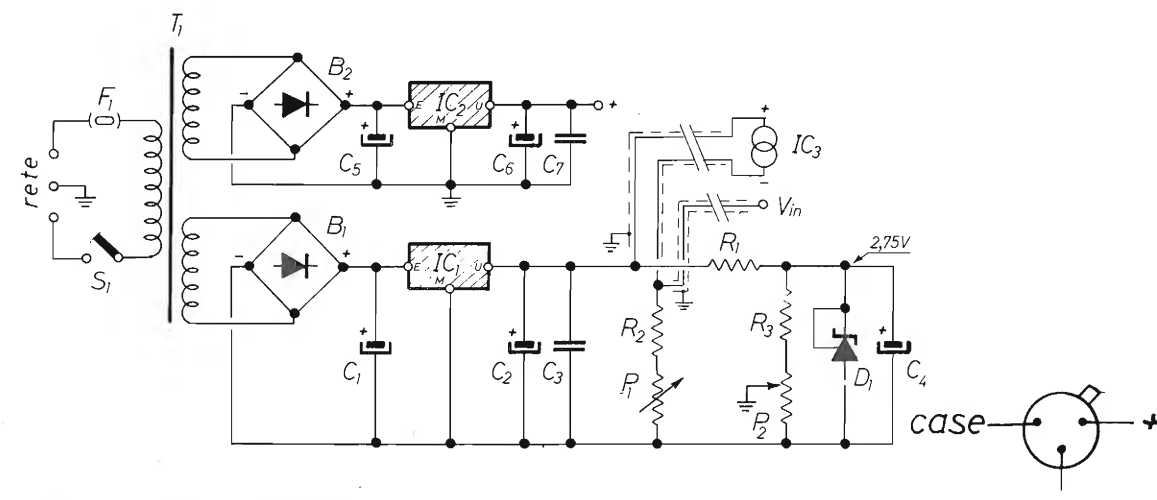 T1
F1
rete
S1
B2
- +
E IC2 U
M
+
+ C5
+ C6
C7
+
IC3
-
Vin
B1
- +
E IC1 U
M
R1
2,75V
+ C1
+ C2
C3
R2
P1
R3
P2
D1
+ C4
case
+